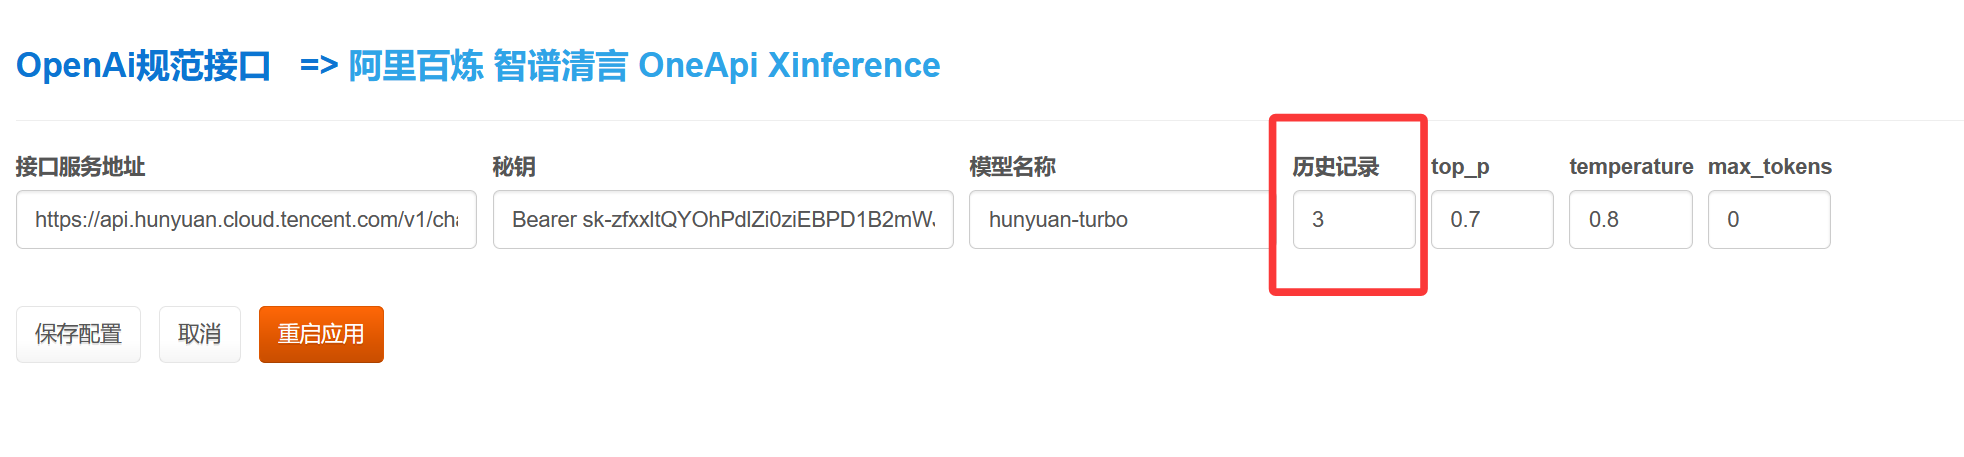 OpenAi规范接口 => 阿里百炼 智谱清言 OneApi Xinference
接口服务地址 秘钥 模型名称 历史记录 top_p temperature max_tokens
https://api.hunyuan.cloud.tencent.com/v1/cha Bearer sk-zfxxltQYOhPdlZi0ziEBPD1B2mW hunyuan-turbo 3 0.7 0.8 0
保存配置 取消 重启应用